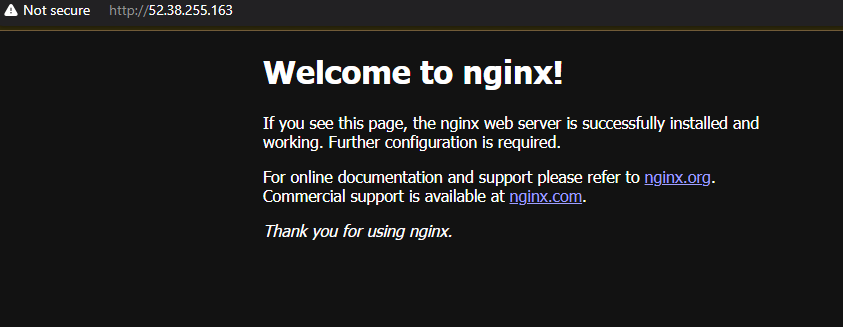 Not secure http://52.38.255.163
Welcome to nginx!
If you see this page, the nginx web server is successfully installed and
working. Further configuration is required.
For online documentation and support please refer to nginx.org.
Commercial support is available at nginx.com.
Thank you for using nginx.